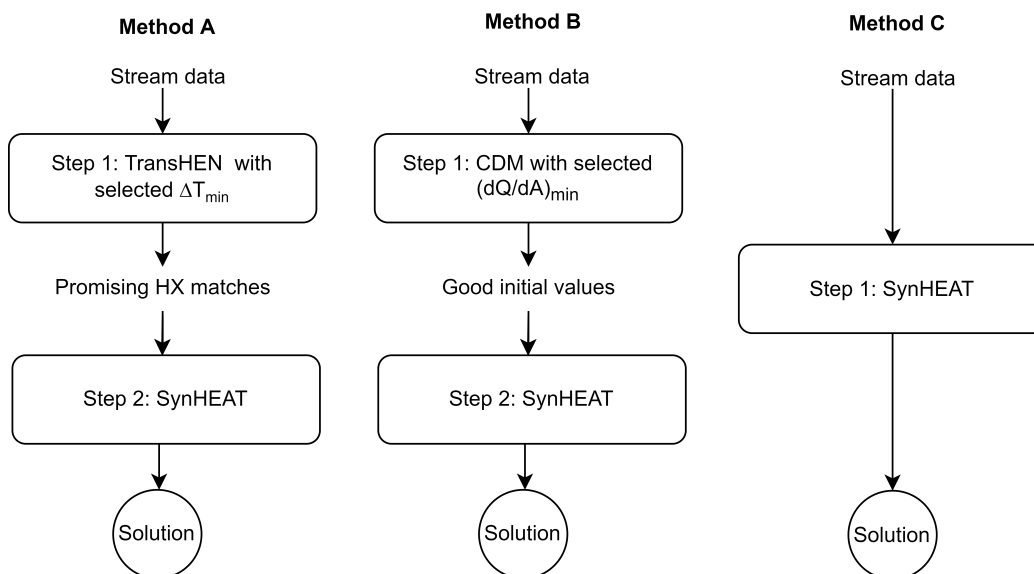 Method A
Stream data
Step 1: TransHEN with
selected ΔTmin
Promising HX matches
Step 2: SynHEAT
Solution
Method B
Stream data
Step 1: CDM with selected
(dQ/dA)min
Good initial values
Step 2: SynHEAT
Solution
Method C
Stream data
Step 1: SynHEAT
Solution